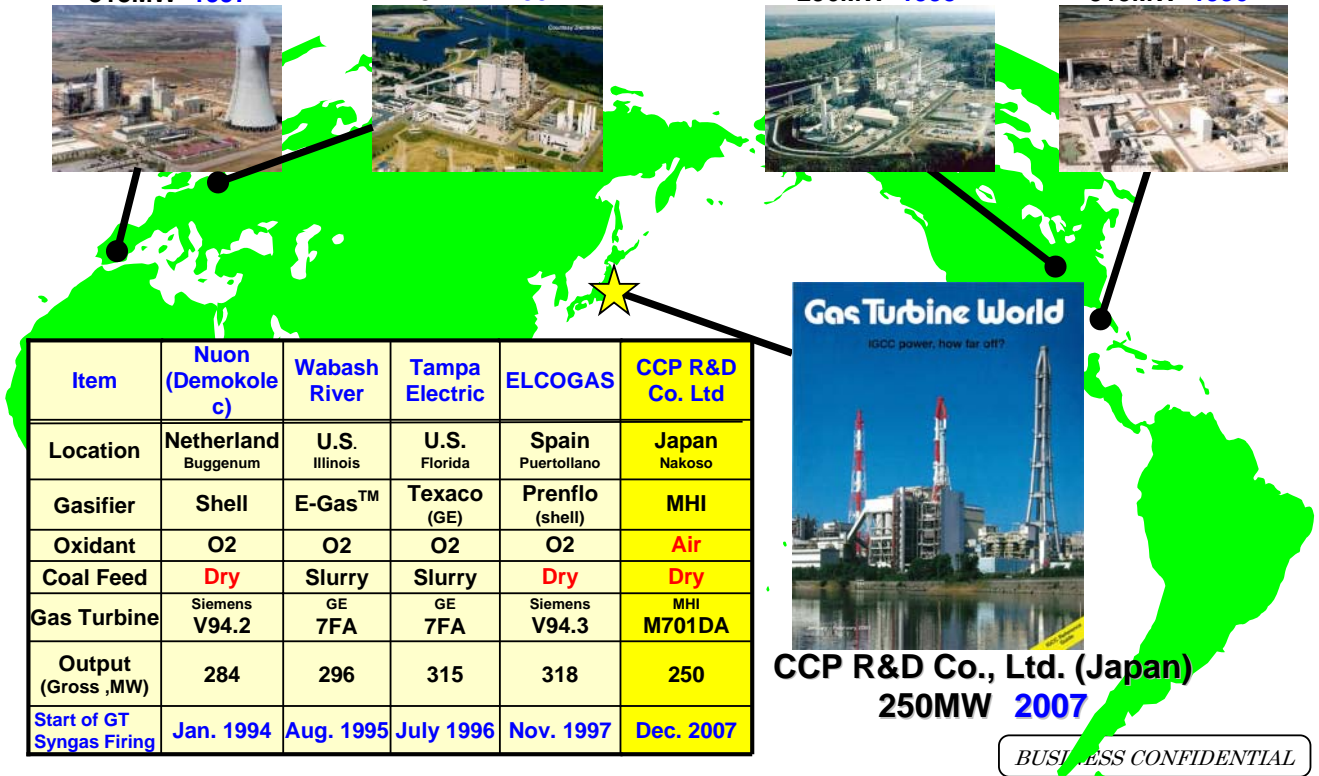 Courtesy
Gas Turbine World
IGCC power, how far off?
IGCC Reference
Guide
Item
Nuon
(Demokole
c)
Wabash
River
Tampa
Electric
ELCOGAS
CCP R&D
Co. Ltd
Location
Netherland
Buggenum
U.S.
Illinois
U.S.
Florida
Spain
Puertollano
Japan
Nakoso
Gasifier
Shell
E-Gas™
Texaco
(GE)
Prenflo
(shell)
MHI
Oxidant
O2
O2
O2
O2
Air
Coal Feed
Dry
Slurry
Slurry
Dry
Dry
Gas Turbine
Siemens
V94.2
GE
7FA
GE
7FA
Siemens
V94.3
MHI
M701DA
Output
(Gross ,MW)
284
296
315
318
250
Start of GT
Syngas Firing
Jan. 1994
Aug. 1995
July 1996
Nov. 1997
Dec. 2007
CCP R&D Co., Ltd. (Japan)
250MW 2007
BUSINESS CONFIDENTIAL